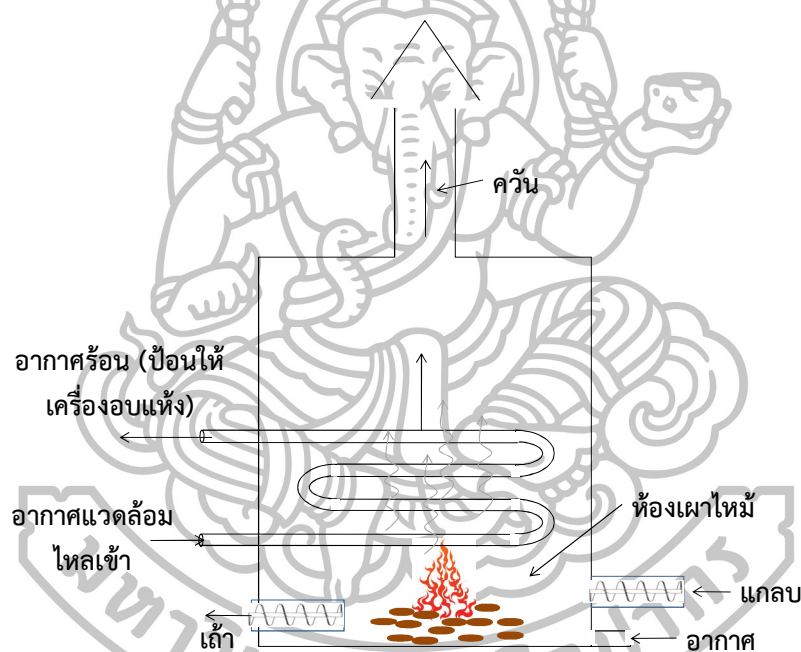 ควัน
อากาศร้อน (ป้อนให้
เครื่องอบแห้ง)
อากาศแวดล้อม
ไหลเข้า
ห้องเผาไหม้
แกลบ
เถ้า
อากาศ